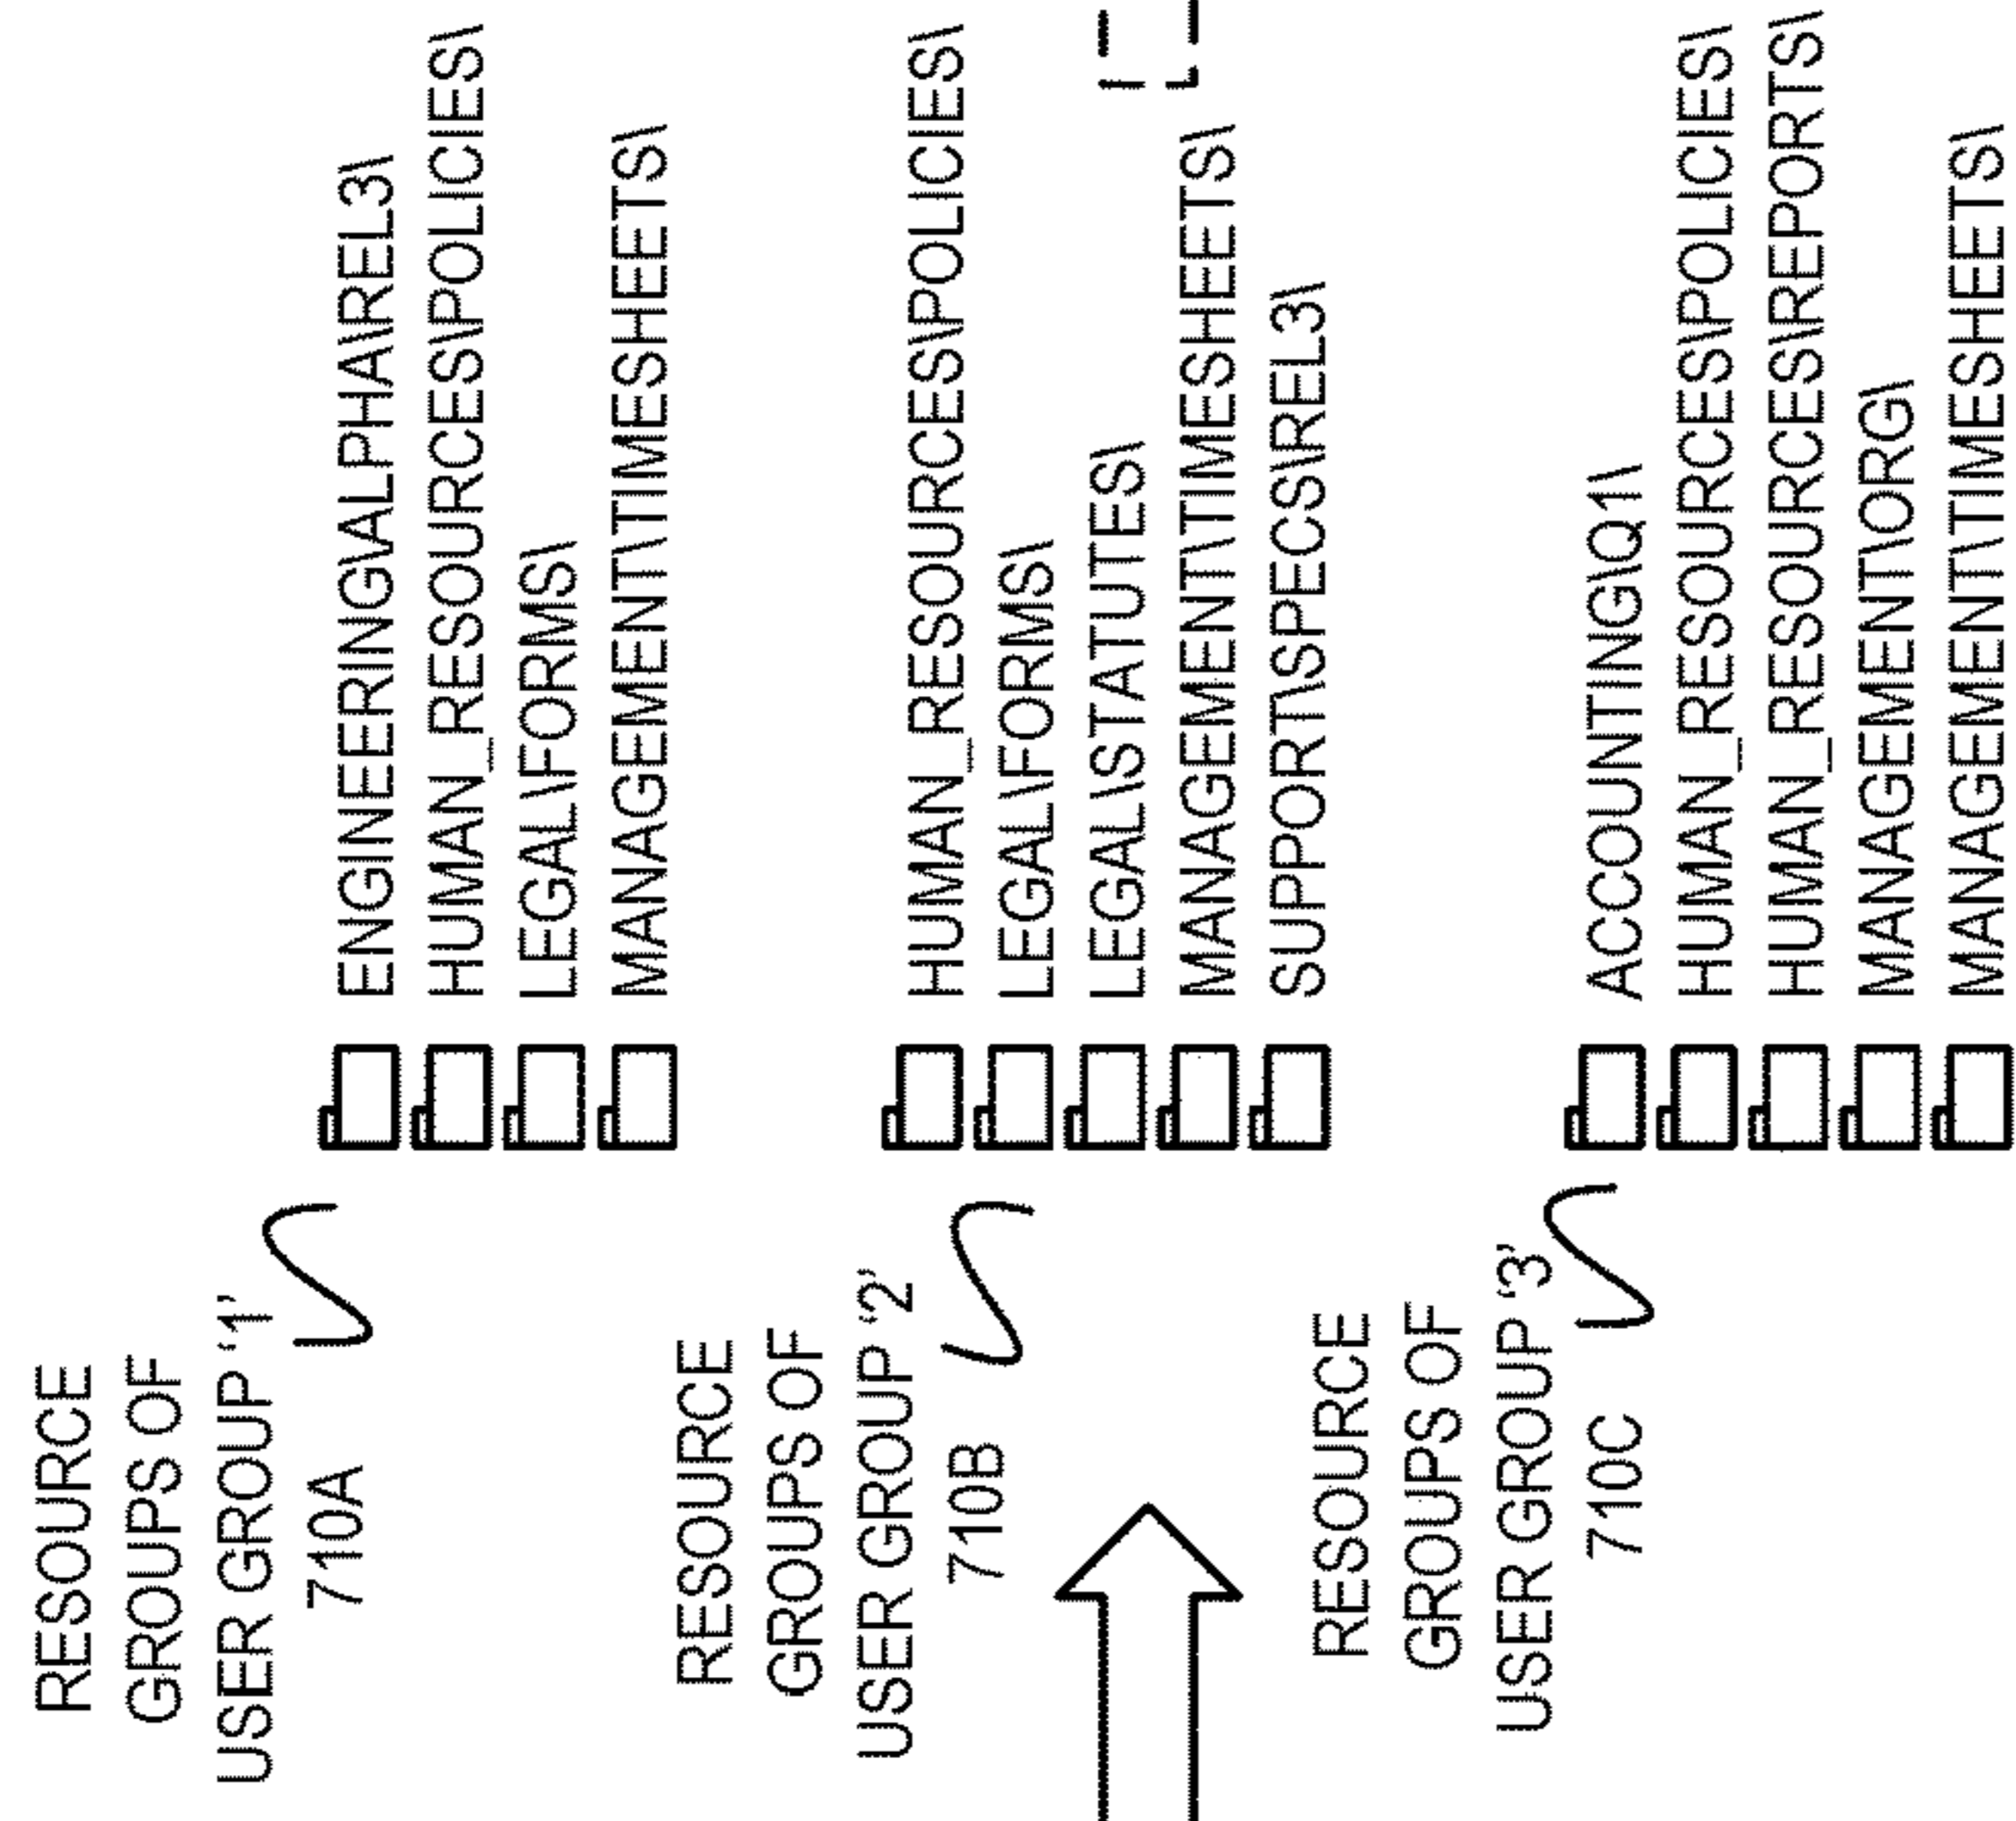 RESOURCE
GROUPS OF
USER GROUP ‘1’
710A
ENGINEERING\ALPHA\REL3\
HUMAN_RESOURCES\POLICIES\
LEGAL\FORMS\
MANAGEMENT\TIMESHEETS\
RESOURCE
GROUPS OF
USER GROUP ‘2’
710B
HUMAN_RESOURCES\POLICIES\
LEGAL\FORMS\
LEGAL\STATUTES\
MANAGEMENT\TIMESHEETS\
SUPPORT\SPECS\REL3\
RESOURCE
GROUPS OF
USER GROUP ‘3’
710C
ACCOUNTING\Q1\
HUMAN_RESOURCES\POLICIES\
HUMAN_RESOURCES\REPORTS\
MANAGEMENT\ORG\
MANAGEMENT\TIMESHEETS\